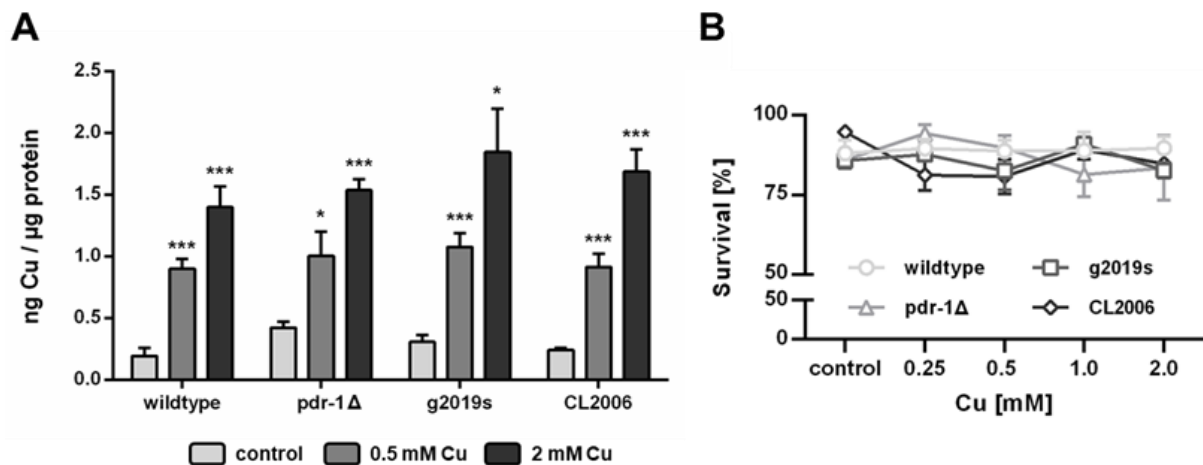 A
ng Cu / µg protein
2.5
2.0
1.5
1.0
0.5
0.0
***
***
*
***
***
*
***
***
wildtype
pdr-1Δ
g2019s
CL2006
control
0.5 mM Cu
2 mM Cu
B
Survival [%]
100
75
50
50
0
wildtype
g2019s
pdr-1Δ
CL2006
control
0.25
0.5
1.0
2.0
Cu [mM]